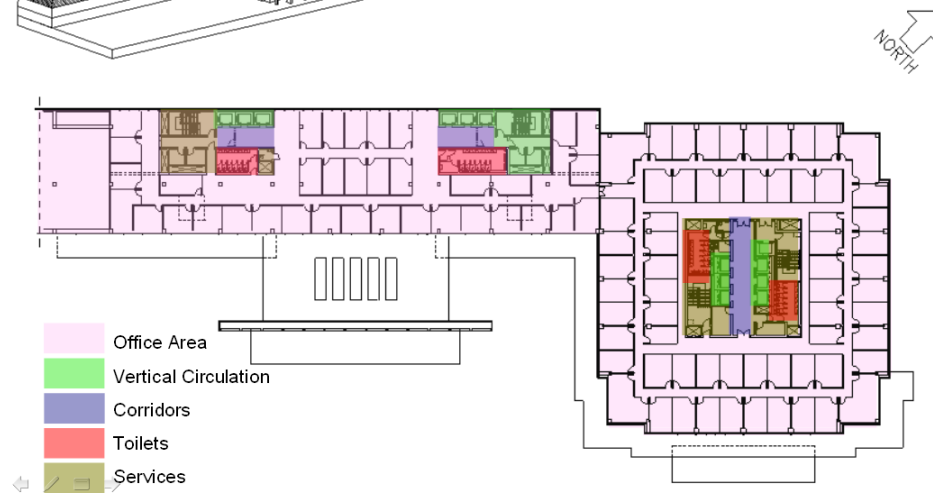 NORTH
Office Area
Vertical Circulation
Corridors
Toilets
Services